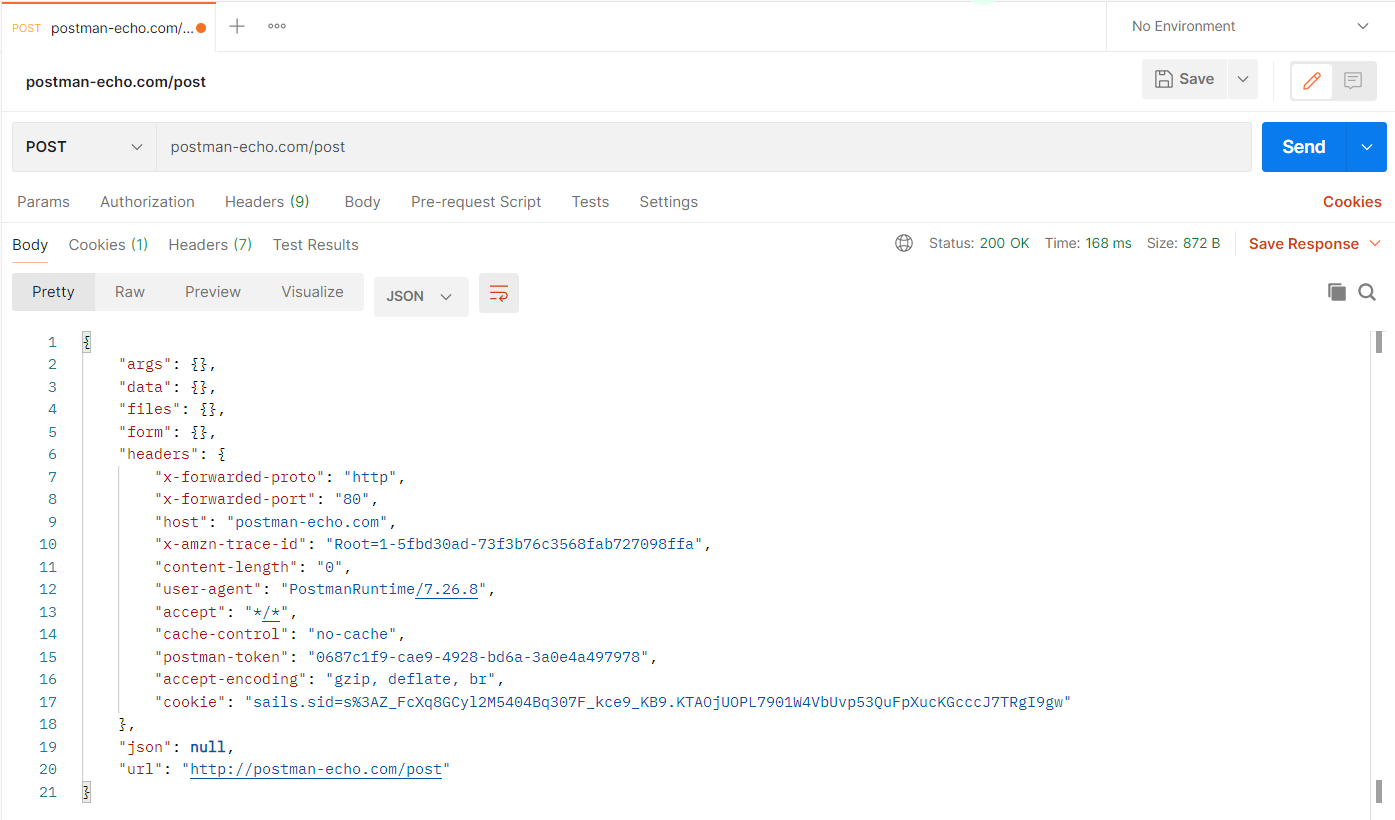 POST postman-echo.com/...
No Environment
postman-echo.com/post
Save
POST postman-echo.com/post Send
Params Authorization Headers (9) Body Pre-request Script Tests Settings Cookies
Body Cookies (1) Headers (7) Test Results Status: 200 OK Time: 168 ms Size: 872 B Save Response
Pretty Raw Preview Visualize JSON
1 {
2 "args": {},
3 "data": {},
4 "files": {},
5 "form": {},
6 "headers": {
7 "x-forwarded-proto": "http",
8 "x-forwarded-port": "80",
9 "host": "postman-echo.com",
10 "x-amzn-trace-id": "Root=1-5fbd30ad-73f3b76c3568fab727098ffa",
11 "content-length": "0",
12 "user-agent": "PostmanRuntime/7.26.8",
13 "accept": "*/*",
14 "cache-control": "no-cache",
15 "postman-token": "0687c1f9-cae9-4928-bd6a-3a0e4a497978",
16 "accept-encoding": "gzip, deflate, br",
17 "cookie": "sails.sid=s%3AZ_FcXq8GCyl2M5404Bq307F_kce9_KB9.KTAOjUOPL7901W4VbUvp53QuFpXucKGcccJ7TRgI9gw"
18 },
19 "json": null,
20 "url": "http://postman-echo.com/post"
21 }